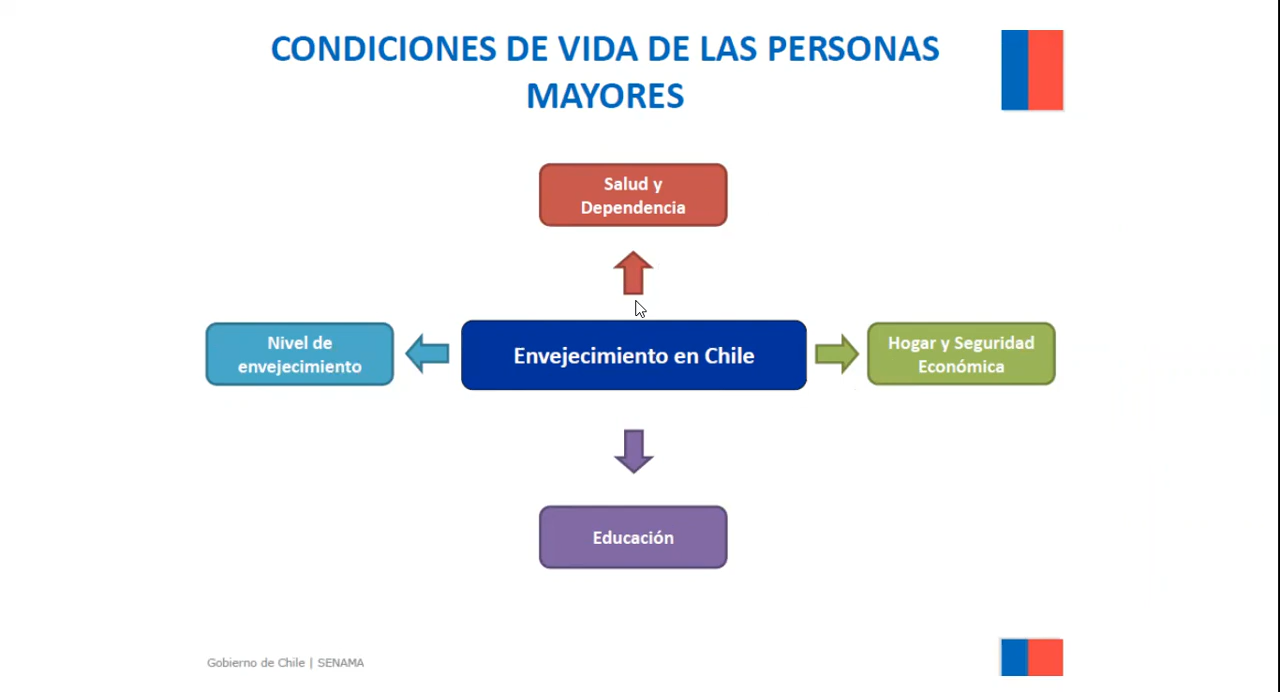 CONDICIONES DE VIDA DE LAS PERSONAS
MAYORES
Salud y
Dependencia
Nivel de
envejecimiento
Envejecimiento en Chile
Hogar y Seguridad
Económica
Educación
Gobierno de Chile | SENAMA